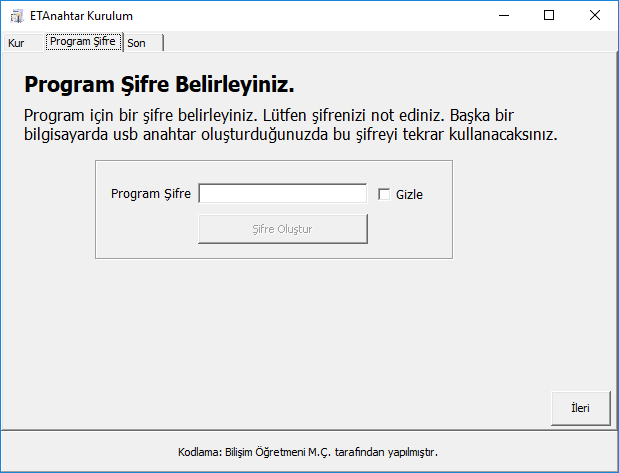 ETAnahtar Kurulum
Kur
Program Şifre
Son
Program Şifre Belirleyiniz.
Program için bir şifre belirleyiniz. Lütfen şifrenizi not ediniz. Başka bir
bilgisayarda usb anahtar oluşturduğunuzda bu şifreyi tekrar kullanacaksınız.
Program Şifre
Gizle
Şifre Oluştur
İleri
Kodlama: Bilişim Öğretmeni M.Ç. tarafından yapılmıştır.